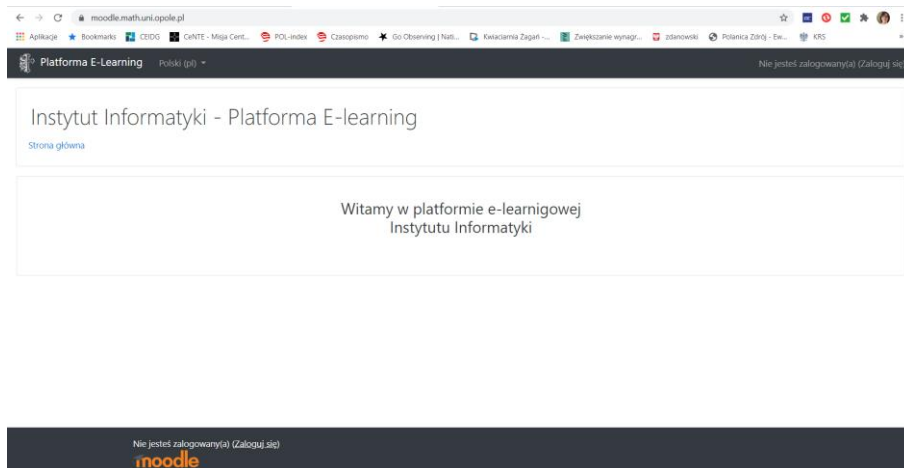 moodle.math.uni.opole.pl
Aplikacje Bookmarks CEIDG CeNTE - Misja Cent... POL-index Czasopismo Go Observing | Nati... Kwiaciarnia Żagań -... Zwiększanie wynagr... zdanowski Polanica Zdrój - Ew... KRS
Platforma E-Learning Polski (pl) Nie jesteś zalogowany(a) (Zaloguj się)
Instytut Informatyki - Platforma E-learning
Strona główna
Witamy w platformie e-learnigowej
Instytutu Informatyki
Nie jesteś zalogowany(a) (Zaloguj się)
moodle